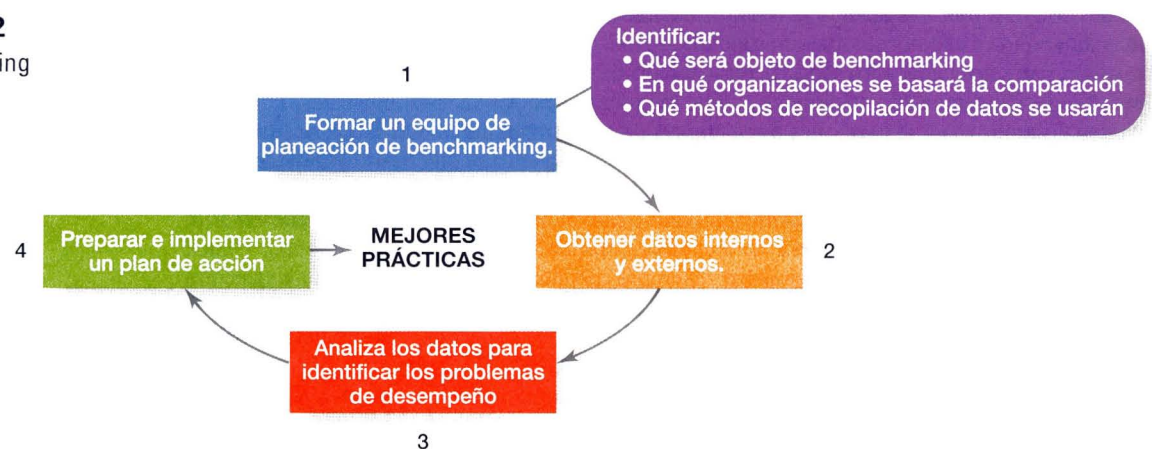 2
ing
1
Formar un equipo de
planeación de benchmarking.
Identificar:
• Qué será objeto de benchmarking
• En qué organizaciones se basará la comparación
• Qué métodos de recopilación de datos se usarán
4
Preparar e implementar
un plan de acción
MEJORES
PRÁCTICAS
Obtener datos internos
y externos.
2
Analiza los datos para
identificar los problemas
de desempeño
3